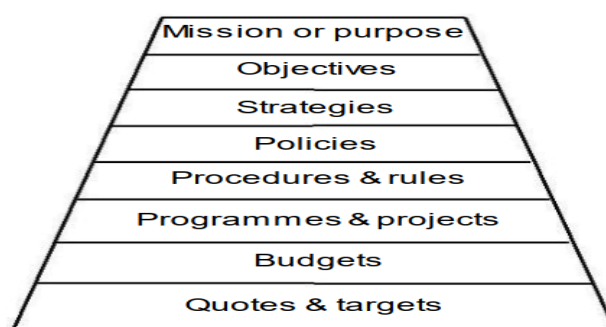 Mission or purpose
Objectives
Strategies
Policies
Procedures & rules
Programmes & projects
Budgets
Quotes & targets